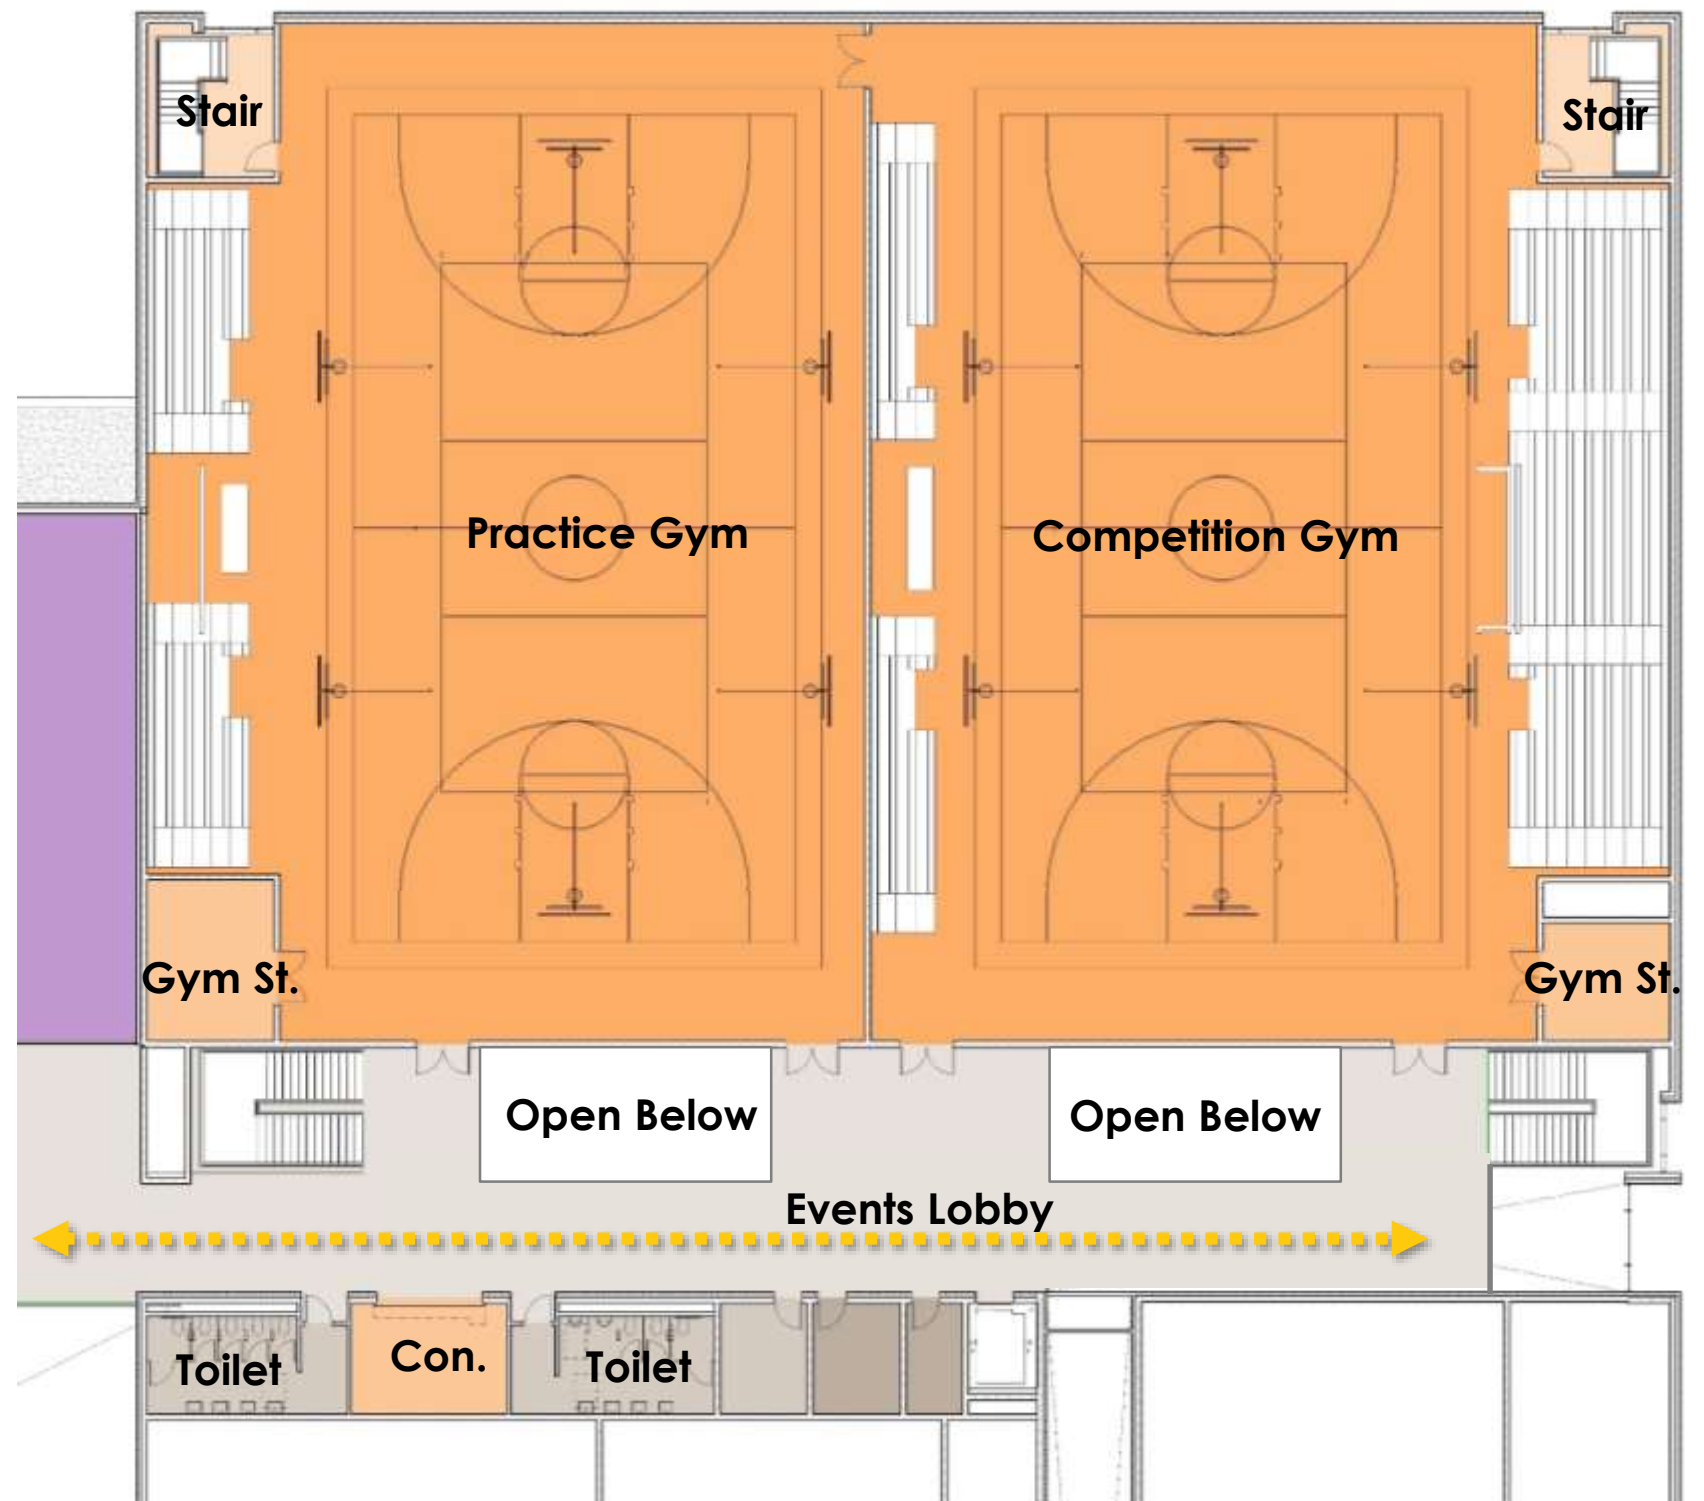 Stair
Stair
Practice Gym
Competition Gym
Gym St.
Gym St.
Open Below
Open Below
Events Lobby
Toilet
Con.
Toilet